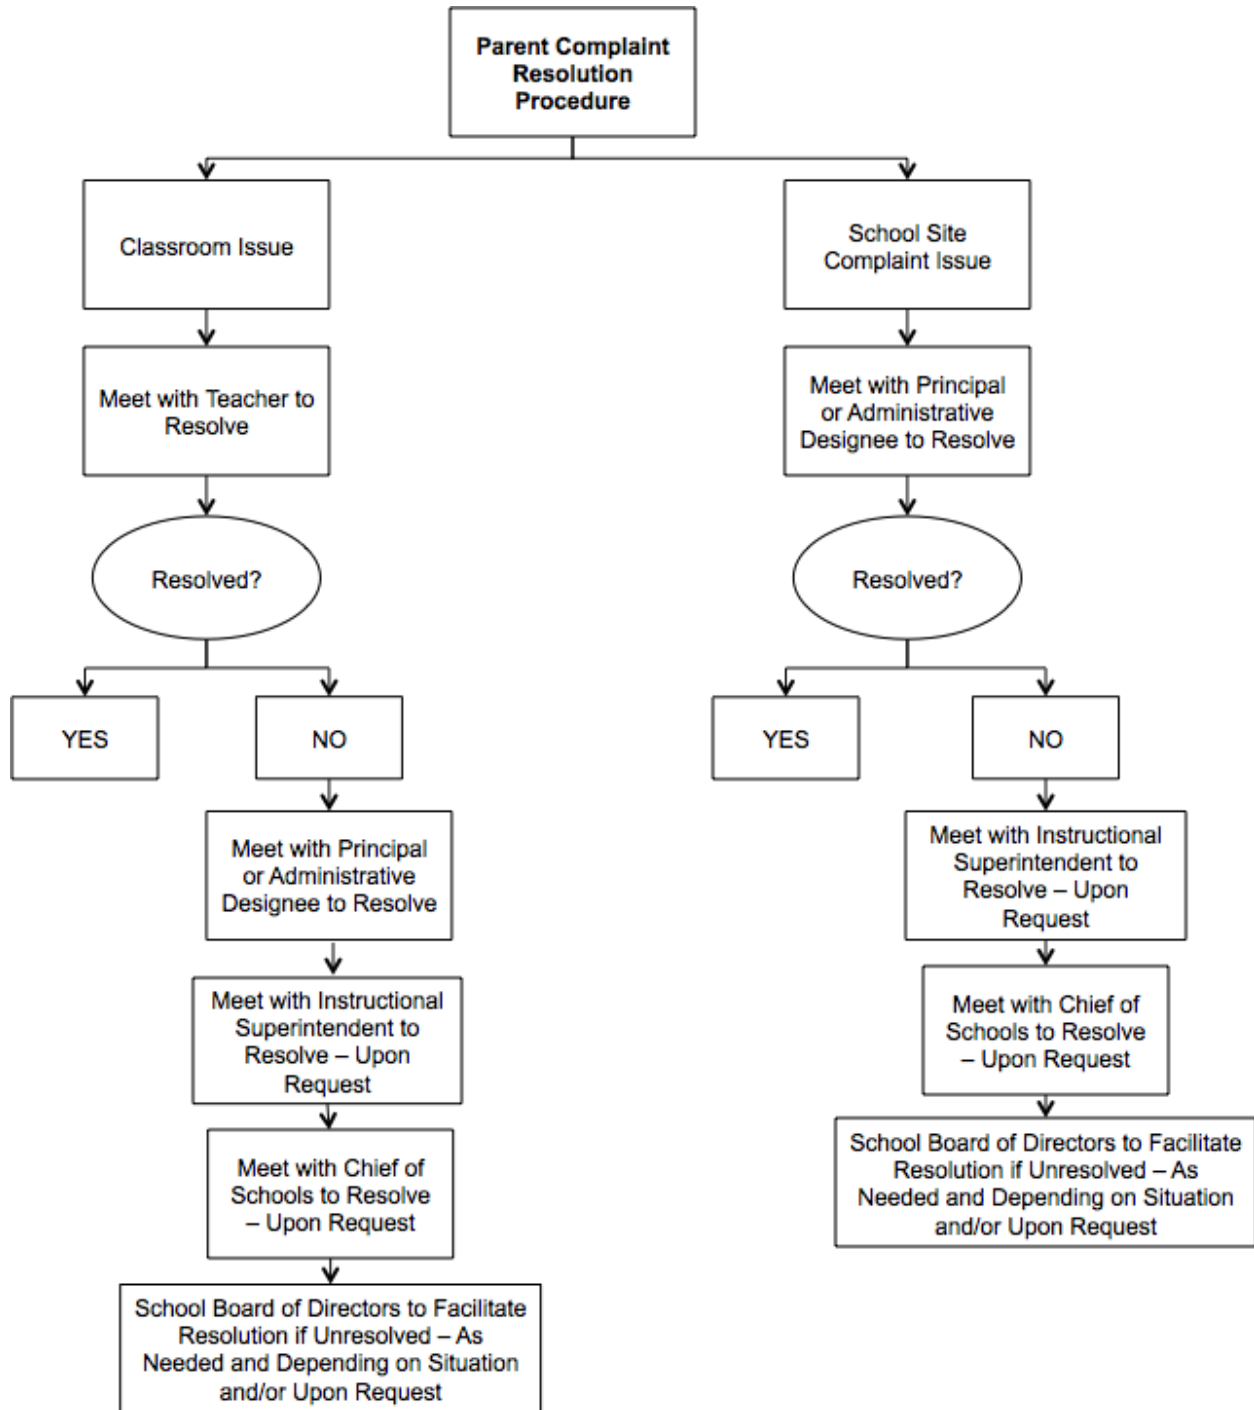 Parent Complaint
Resolution
Procedure
Classroom Issue
School Site
Complaint Issue
Meet with Teacher to
Resolve
Meet with Principal
or Administrative
Designee to Resolve
Resolved?
Resolved?
YES
NO
YES
NO
Meet with Principal
or Administrative
Designee to Resolve
Meet with Instructional
Superintendent to
Resolve – Upon
Request
Meet with Chief of
Schools to Resolve
– Upon Request
School Board of Directors to Facilitate
Resolution if Unresolved – As
Needed and Depending on Situation
and/or Upon Request
Meet with Instructional
Superintendent to
Resolve – Upon
Request
Meet with Chief of
Schools to Resolve
– Upon Request
School Board of Directors to Facilitate
Resolution if Unresolved – As
Needed and Depending on Situation
and/or Upon Request